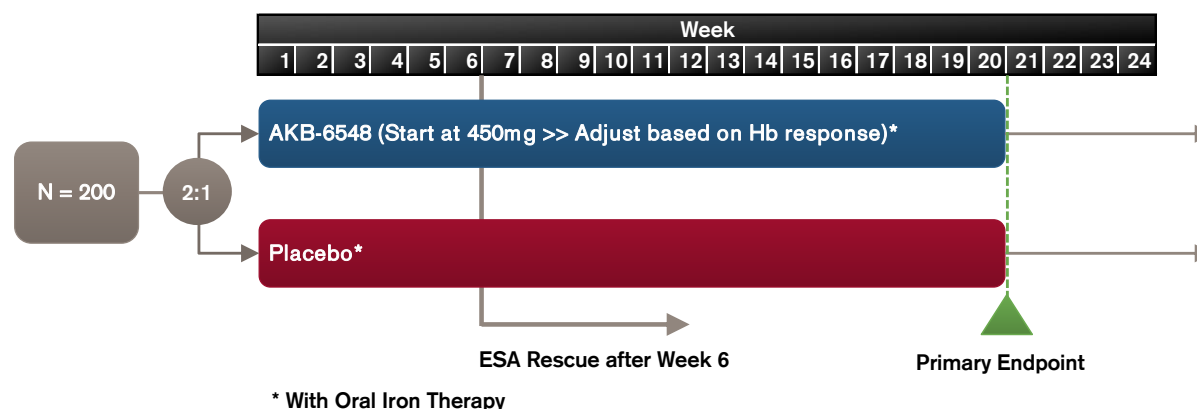 Week
1 2 3 4 5 6 7 8 9 10 11 12 13 14 15 16 17 18 19 20 21 22 23 24
AKB-6548 (Start at 450mg >> Adjust based on Hb response)*
N = 200
2:1
Placebo*
ESA Rescue after Week 6
Primary Endpoint
* With Oral Iron Therapy